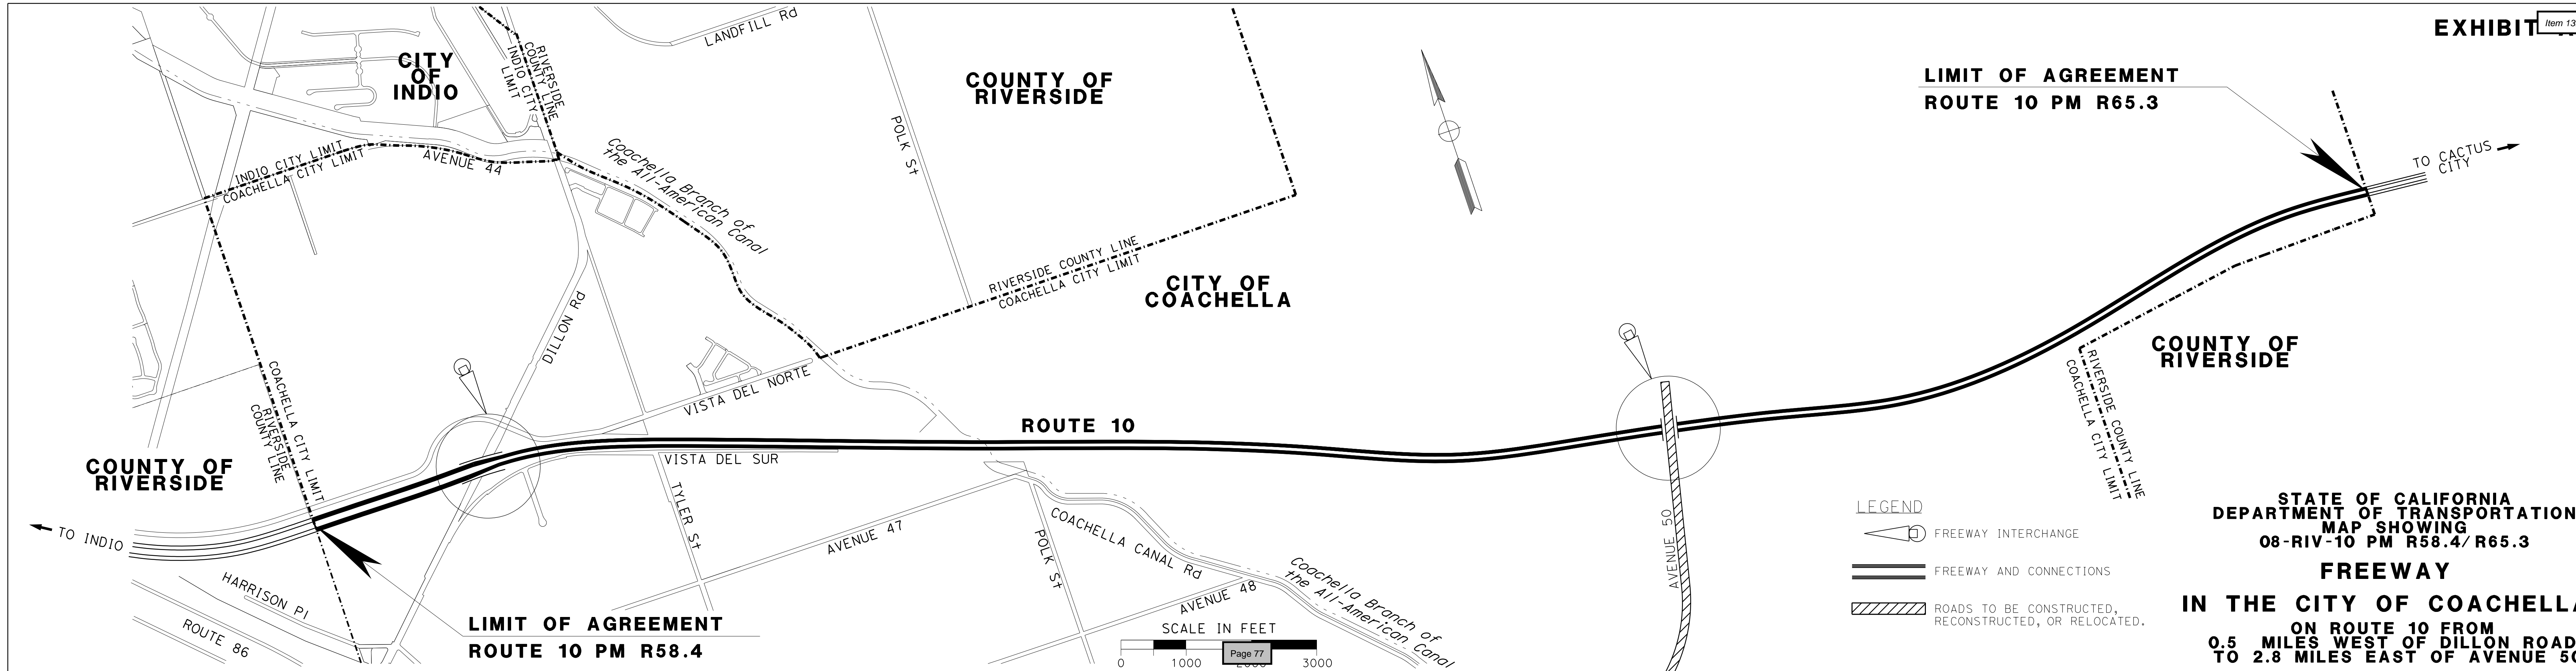 EXHIBIT
Item 13
LANDFILL Rd
CITY
OF
INDIO
RIVERSIDE
COUNTY LINE
INDIO CITY
LIMIT
COUNTY OF
RIVERSIDE
LIMIT OF AGREEMENT
ROUTE 10 PM R65.3
POLK St
TO CACTUS
CITY
INDIO CITY LIMIT
COACHELLA CITY LIMIT
AVENUE 44
Coachella Branch of
the All-American Canal
RIVERSIDE COUNTY LINE
COACHELLA CITY LIMIT
CITY OF
COACHELLA
DILLON Rd
COUNTY OF
RIVERSIDE
RIVERSIDE COUNTY LINE
COACHELLA CITY LIMIT
COACHELLA CITY LIMIT
RIVERSIDE
COUNTY LINE
VISTA DEL NORTE
ROUTE 10
VISTA DEL SUR
COUNTY OF
RIVERSIDE
TO INDIO
TYLER St
AVENUE 47
POLK St
COACHELLA CANAL Rd
AVENUE 50
HARRISON Pl
ROUTE 86
LIMIT OF AGREEMENT
ROUTE 10 PM R58.4
AVENUE 48
Coachella Branch of
the All-American Canal
SCALE IN FEET
0 1000 2000 3000
Page 77
LEGEND
FREEWAY INTERCHANGE
FREEWAY AND CONNECTIONS
ROADS TO BE CONSTRUCTED,
RECONSTRUCTED, OR RELOCATED.
STATE OF CALIFORNIA
DEPARTMENT OF TRANSPORTATION
MAP SHOWING
08-RIV-10 PM R58.4/R65.3
FREEWAY
IN THE CITY OF COACHELLA
ON ROUTE 10 FROM
0.5 MILES WEST OF DILLON ROAD
TO 2.8 MILES EAST OF AVENUE 50